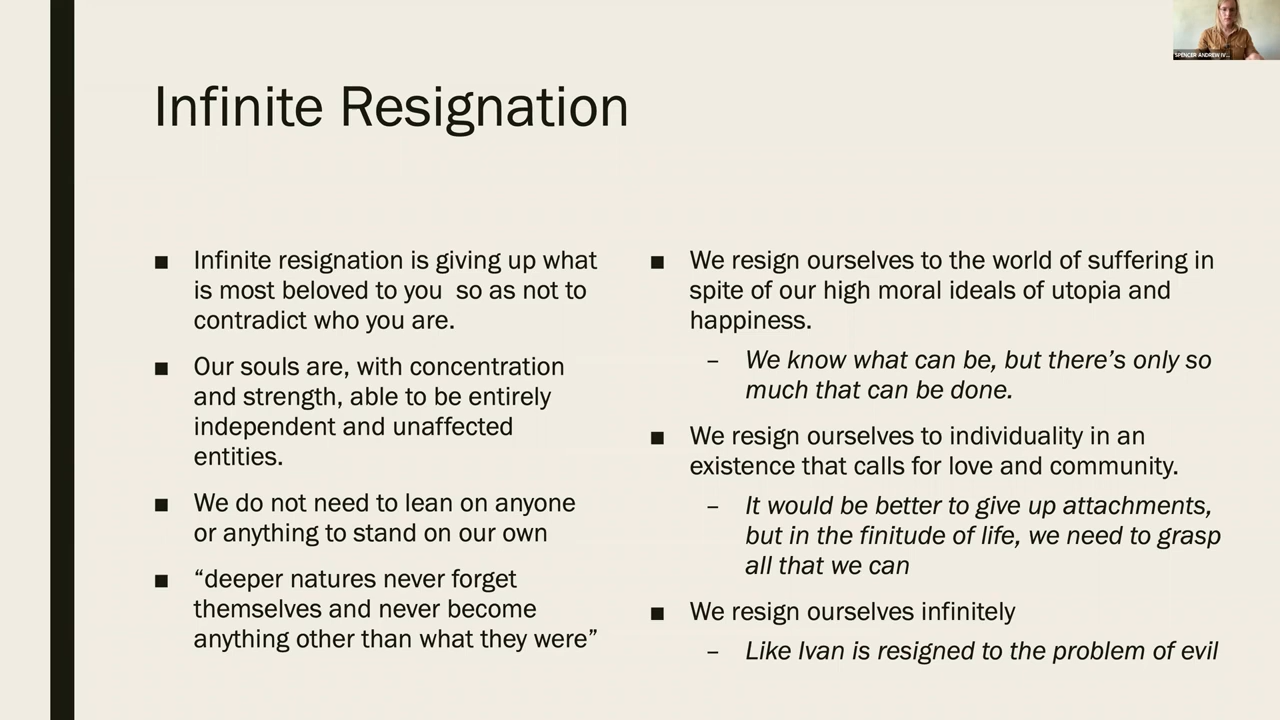 SPENCER ANDREW IV...
Infinite Resignation
■ Infinite resignation is giving up what
is most beloved to you  so as not to
contradict who you are.
■ Our souls are, with concentration
and strength, able to be entirely
independent and unaffected
entities.
■ We do not need to lean on anyone
or anything to stand on our own
■ “deeper natures never forget
themselves and never become
anything other than what they were”
■ We resign ourselves to the world of suffering in
spite of our high moral ideals of utopia and
happiness.
– We know what can be, but there’s only so
much that can be done.
■ We resign ourselves to individuality in an
existence that calls for love and community.
– It would be better to give up attachments,
but in the finitude of life, we need to grasp
all that we can
■ We resign ourselves infinitely
– Like Ivan is resigned to the problem of evil